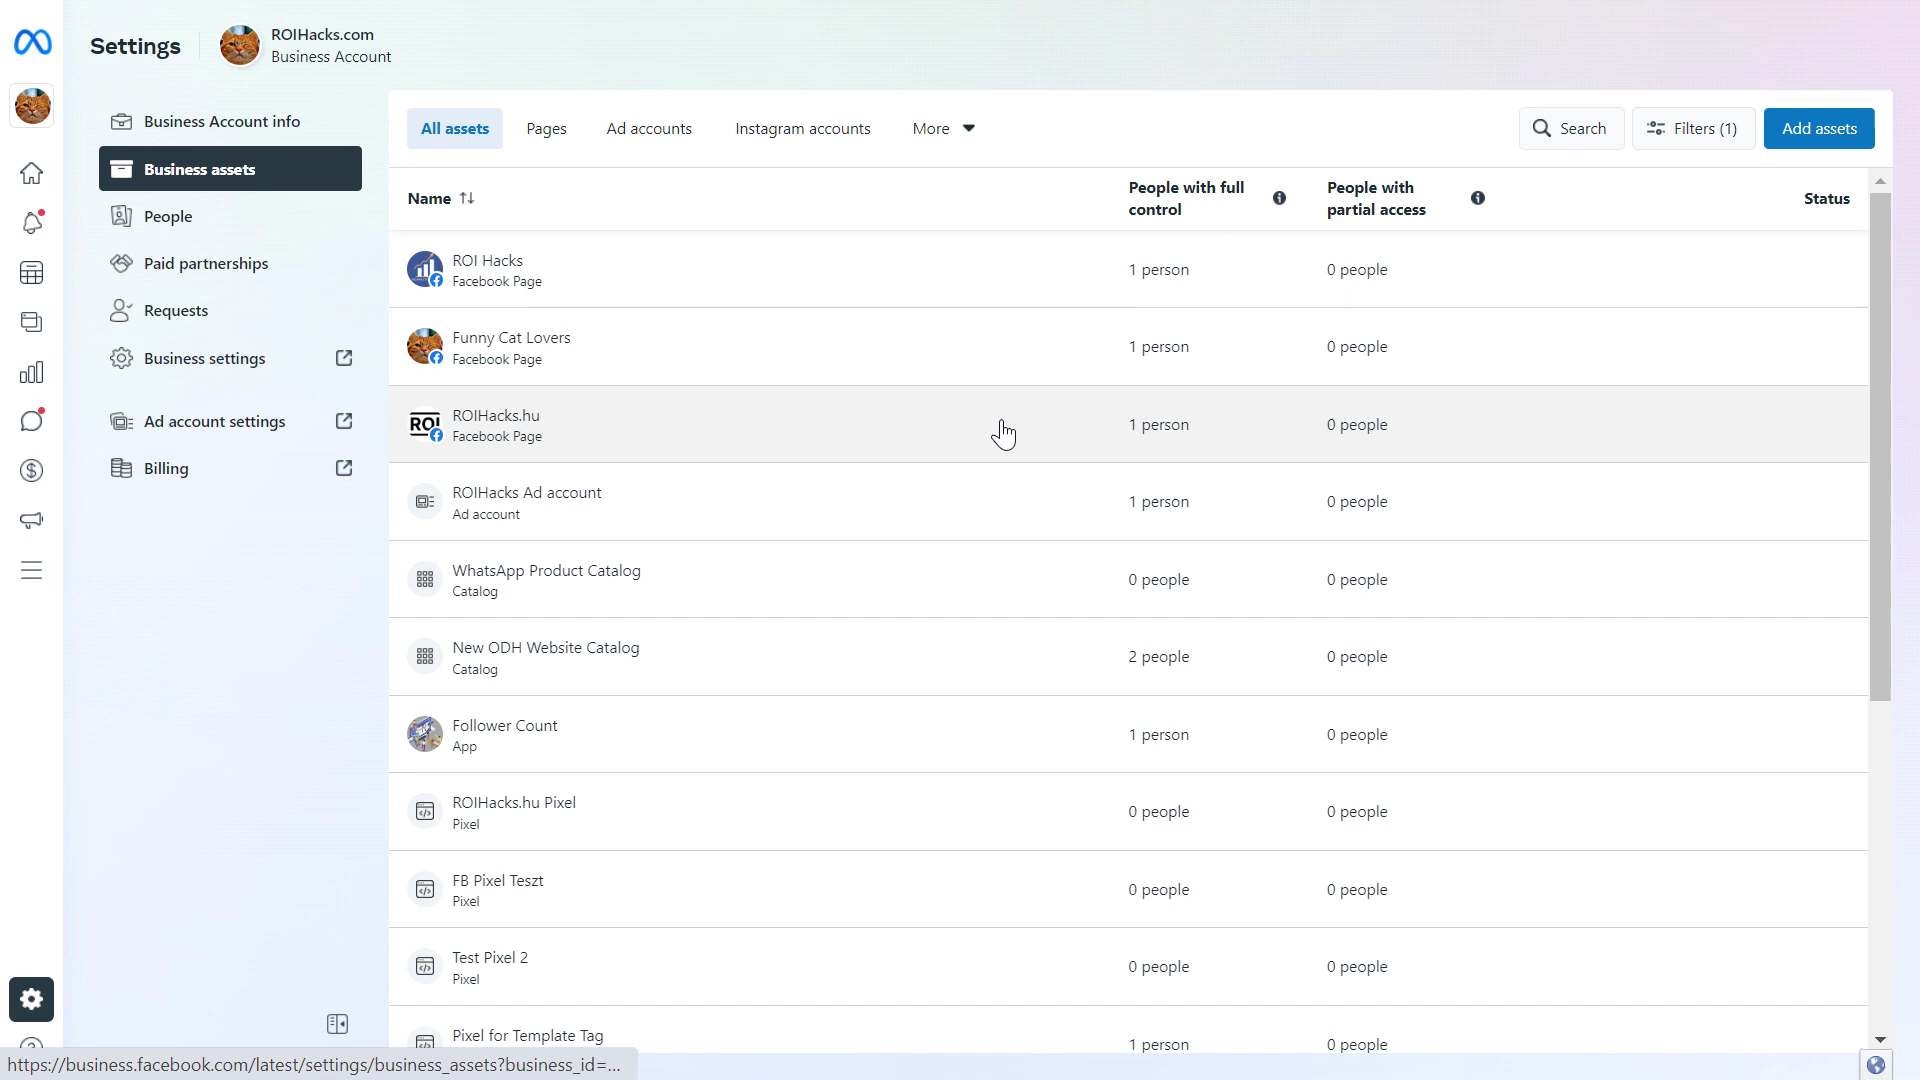 Settings
ROIHacks.com
Business Account
Business Account info
Business assets
People
Paid partnerships
Requests
Business settings
Ad account settings
Billing
All assets
Pages
Ad accounts
Instagram accounts
More
Search
Filters (1)
Add assets
Name
People with full
control
People with
partial access
Status
ROI Hacks
Facebook Page
1 person
0 people
Funny Cat Lovers
Facebook Page
1 person
0 people
ROI
ROIHacks.hu
Facebook Page
1 person
0 people
ROIHacks Ad account
Ad account
1 person
0 people
WhatsApp Product Catalog
Catalog
0 people
0 people
New ODH Website Catalog
Catalog
2 people
0 people
Follower Count
App
1 person
0 people
ROIHacks.hu Pixel
Pixel
0 people
0 people
FB Pixel Teszt
Pixel
0 people
0 people
Test Pixel 2
Pixel
0 people
0 people
Pixel for Template Tag
1 person
0 people
https://business.facebook.com/latest/settings/business_assets?business_id=...